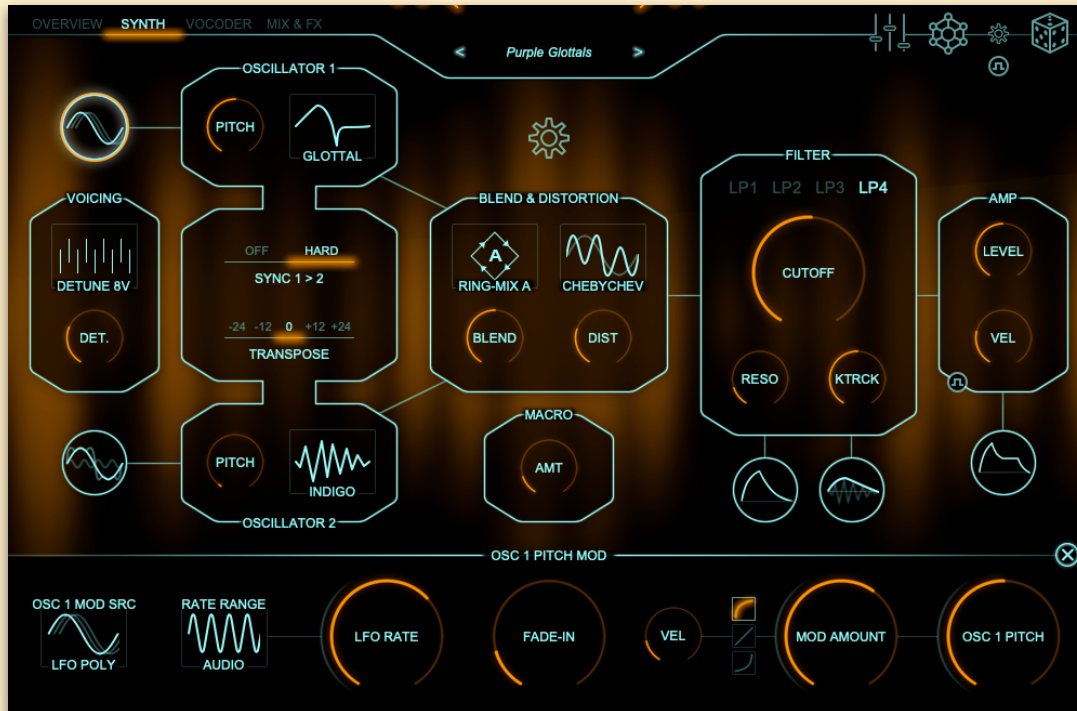 OVERVIEW SYNTH VOCODER MIX & FX
< Purple Glottals >
OSCILLATOR 1
PITCH
GLOTTAL
VOICING
DETUNE 8V
DET.
OFF HARD
SYNC 1 > 2
-24 -12 0 +12 +24
TRANSPOSE
PITCH
INDIGO
OSCILLATOR 2
BLEND & DISTORTION
A
RING-MIX A CHEBYCHEV
BLEND DIST
MACRO
AMT
FILTER
LP1 LP2 LP3 LP4
CUTOFF
RESO KTRCK
AMP
LEVEL
VEL
OSC 1 PITCH MOD
OSC 1 MOD SRC
LFO POLY
RATE RANGE
AUDIO
LFO RATE
FADE-IN
VEL
MOD AMOUNT
OSC 1 PITCH